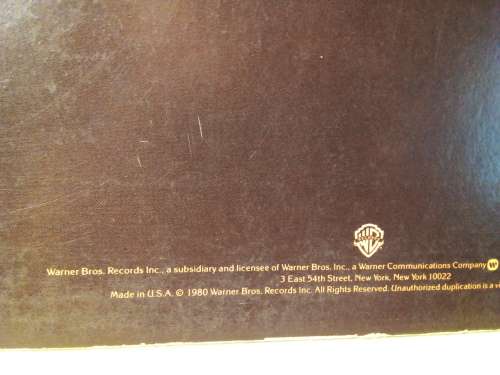 Warner Bros. Records Inc., a subsidiary and licensee of Warner Bros. Inc., a Warner Communications Company
3 East 54th Street, New York, New York 10022
Made in U.S.A. © 1980 Warner Bros. Records Inc. All Rights Reserved. Unauthorized duplication is a